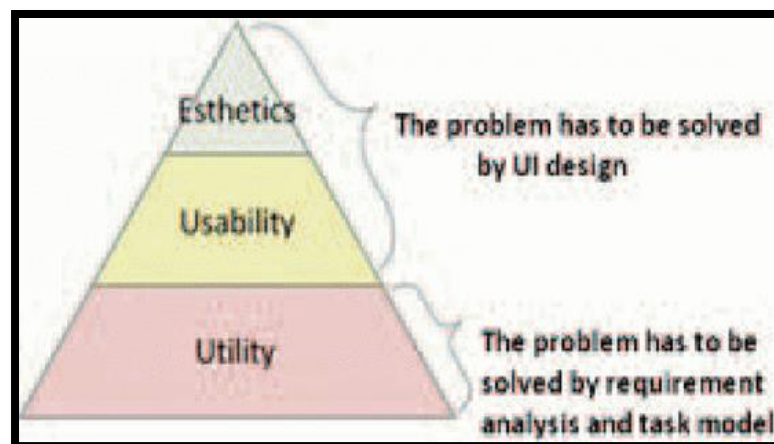 Esthetics
The problem has to be solved
by UI design
Usability
Utility
The problem has to be
solved by requirement
analysis and task model